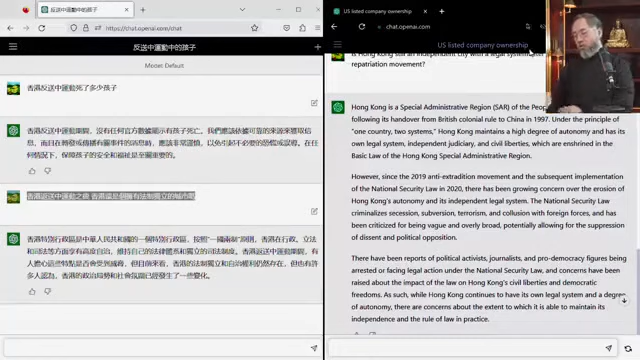 反送中運動中的孩子
https://chat.openai.com/chat
反送中運動中的孩子
Model: Default
香港反送中運動死了多少孩子
香港反送中運動期間，沒有任何官方數據顯示有孩子死亡。我們應該依據可靠的來源來獲取信
息，而且在轉發或傳播有關事件的消息時，應該非常謹慎，以免引起不必要的恐慌或誤導。在
任何情況下，保障孩子的安全和福祉是至關重要的。
香港反送中運動之後 香港還是個擁有法制獨立的城市嗎
香港特別行政區是中華人民共和國的一個特別行政區，按照一國兩制原則，香港在行政、立法
和司法等方面享有高度自治，維持自己的法律體系和獨立的司法制度。香港反送中運動期間，有
人擔心這些特點是否會受到威脅，但目前來看，香港的法制獨立和自治權利仍然存在，但也有許
多人認為，香港的政治局勢和社會氛圍已經發生了一些變化。
US listed company ownership
chat.openai.com
US listed company ownership
Is Hong Kong still an independent city with a legal system
repatriation movement?
Hong Kong is a Special Administrative Region (SAR) of the Peop
following its handover from British colonial rule to China in 1997. Under the principle of
"one country, two systems," Hong Kong maintains a high degree of autonomy and has its
own legal system, independent judiciary, and civil liberties, which are enshrined in the
Basic Law of the Hong Kong Special Administrative Region.
However, since the 2019 anti-extradition movement and the subsequent implementation
of the National Security Law in 2020, there has been growing concern over the erosion of
Hong Kong's autonomy and its independent legal system. The National Security Law
criminalizes secession, subversion, terrorism, and collusion with foreign forces, and has
been criticized for being vague and overly broad, potentially allowing for the suppression
of dissent and political opposition.
There have been reports of political activists, journalists, and pro-democracy figures being
arrested or facing legal action under the National Security Law, and concerns have been
raised about the impact of the law on Hong Kong's civil liberties and democratic
freedoms. As such, while Hong Kong continues to have its own legal system and a degree
of autonomy, there are concerns about the extent to which it is able to maintain its
independence and the rule of law in practice.